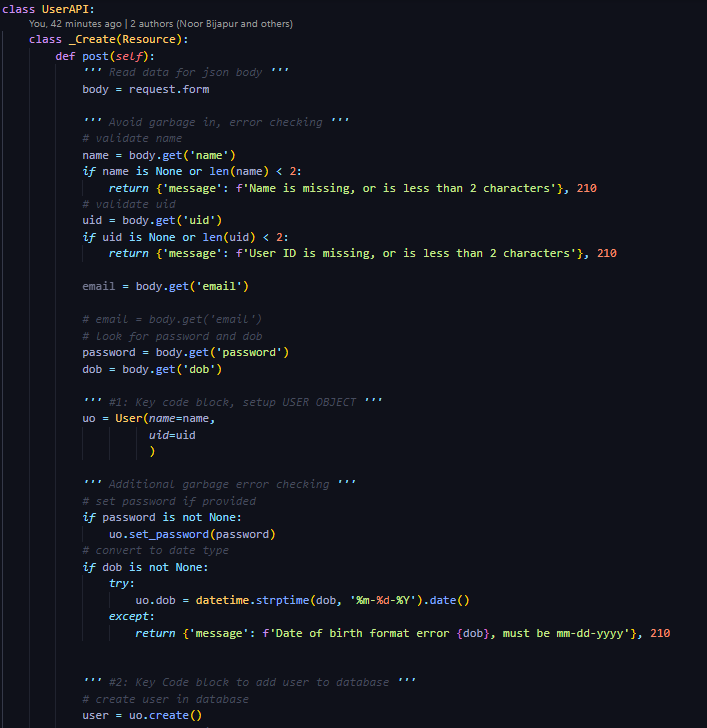 class UserAPI:
You, 42 minutes ago | 2 authors (Noor Bijapur and others)
    class _Create(Resource):
        def post(self):
            ''' Read data for json body '''
            body = request.form

            ''' Avoid garbage in, error checking '''
            # validate name
            name = body.get('name')
            if name is None or len(name) < 2:
                return {'message': f'Name is missing, or is less than 2 characters'}, 210
            # validate uid
            uid = body.get('uid')
            if uid is None or len(uid) < 2:
                return {'message': f'User ID is missing, or is less than 2 characters'}, 210

            email = body.get('email')

            # email = body.get('email')
            # look for password and dob
            password = body.get('password')
            dob = body.get('dob')

            ''' #1: Key code block, setup USER OBJECT '''
            uo = User(name=name,
                      uid=uid
                      )

            ''' Additional garbage error checking '''
            # set password if provided
            if password is not None:
                uo.set_password(password)
            # convert to date type
            if dob is not None:
                try:
                    uo.dob = datetime.strptime(dob, '%m-%d-%Y').date()
                except:
                    return {'message': f'Date of birth format error {dob}, must be mm-dd-yyyy'}, 210


            ''' #2: Key Code block to add user to database '''
            # create user in database
            user = uo.create()